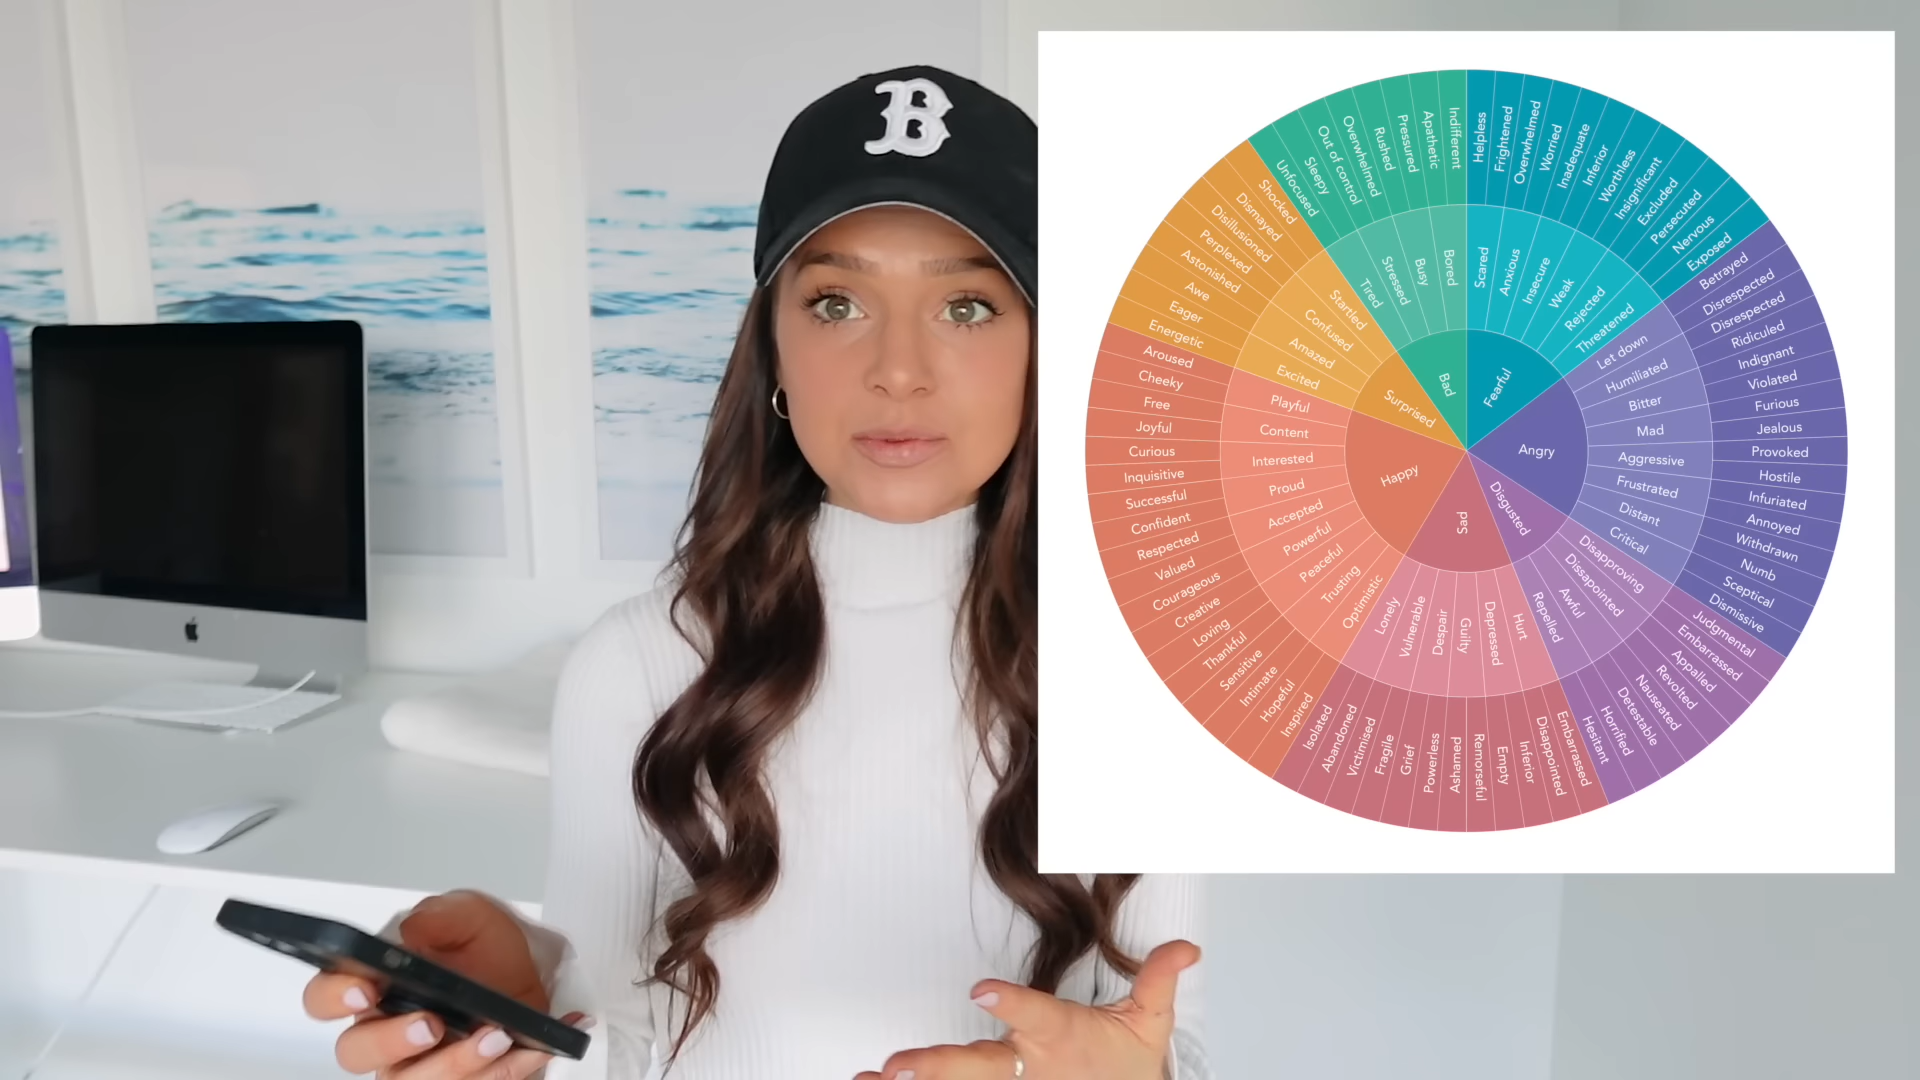 B
Fearful
Angry
Disgusted
Sad
Happy
Surprised
Bad
Scared
Anxious
Insecure
Weak
Rejected
Threatened
Let down
Humiliated
Bitter
Mad
Aggressive
Frustrated
Distant
Critical
Disapproving
Dissapointed
Awful
Repelled
Hurt
Depressed
Guilty
Despair
Vulnerable
Lonely
Optimistic
Trusting
Peaceful
Powerful
Accepted
Proud
Interested
Content
Playful
Excited
Amazed
Confused
Startled
Tired
Stressed
Busy
Bored
Helpless
Frightened
Overwhelmed
Worried
Inadequate
Inferior
Worthless
Insignificant
Excluded
Persecuted
Nervous
Exposed
Betrayed
Disrespected
Disrespected
Ridiculed
Indignant
Violated
Furious
Jealous
Provoked
Hostile
Infuriated
Annoyed
Withdrawn
Numb
Sceptical
Dismissive
Judgmental
Embarrassed
Appalled
Revolted
Nauseated
Detestable
Horrified
Hesitant
Embarrassed
Disappointed
Inferior
Empty
Remorseful
Ashamed
Powerless
Grief
Fragile
Victimised
Abandoned
Isolated
Inspired
Hopeful
Intimate
Sensitive
Thankful
Loving
Creative
Courageous
Valued
Respected
Confident
Successful
Inquisitive
Curious
Joyful
Free
Cheeky
Aroused
Energetic
Eager
Awe
Astonished
Perplexed
Disillusioned
Dismayed
Shocked
Unfocused
Sleepy
Out of control
Overwhelmed
Rushed
Pressured
Apathetic
Indifferent